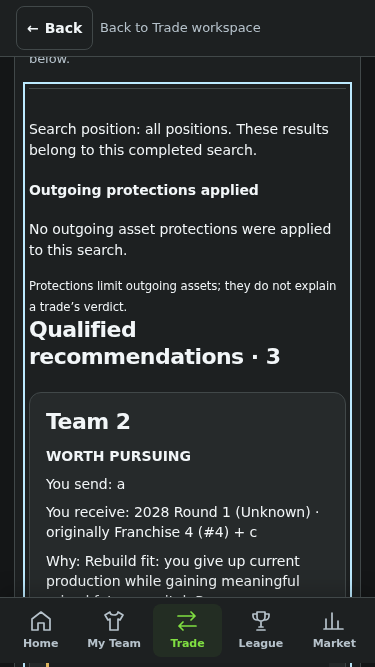 ← Back
Back to Trade workspace
below.
Search position: all positions. These results
belong to this completed search.
Outgoing protections applied
No outgoing asset protections were applied
to this search.
Protections limit outgoing assets; they do not explain
a trade's verdict.
Qualified
recommendations · 3
Team 2
WORTH PURSUING
You send: a
You receive: 2028 Round 1 (Unknown) ·
originally Franchise 4 (#4) + c
Why: Rebuild fit: you give up current
production while gaining meaningful
Home
My Team
Trade
League
Market